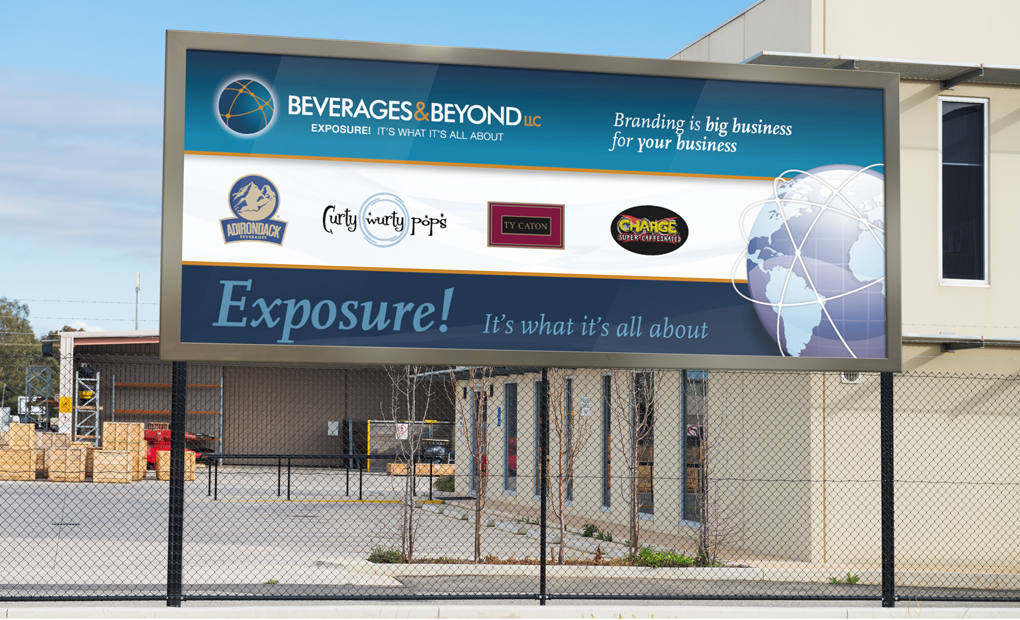 BEVERAGES&BEYOND LLC
EXPOSURE! IT'S WHAT IT'S ALL ABOUT
Branding is big business
for your business
ADIRONDACK
BEVERAGES
Curly wurly pop's
TY CATON
CHARGE
SUPER CAFFEINATED
Exposure!
It's what it's all about